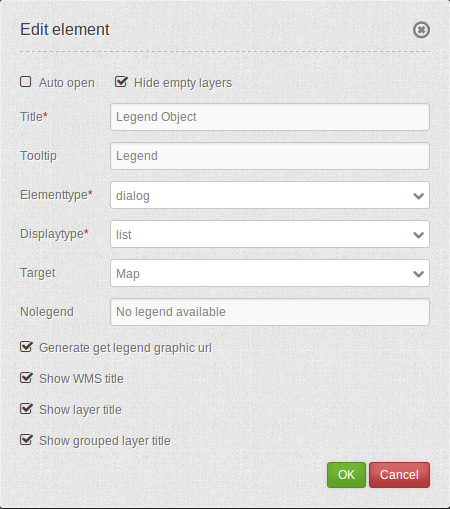 Edit element
Auto open Hide empty layers
Title* Legend Object
Tooltip Legend
Elementtype* dialog
Displaytype* list
Target Map
Nolegend No legend available
Generate get legend graphic url
Show WMS title
Show layer title
Show grouped layer title
OK Cancel